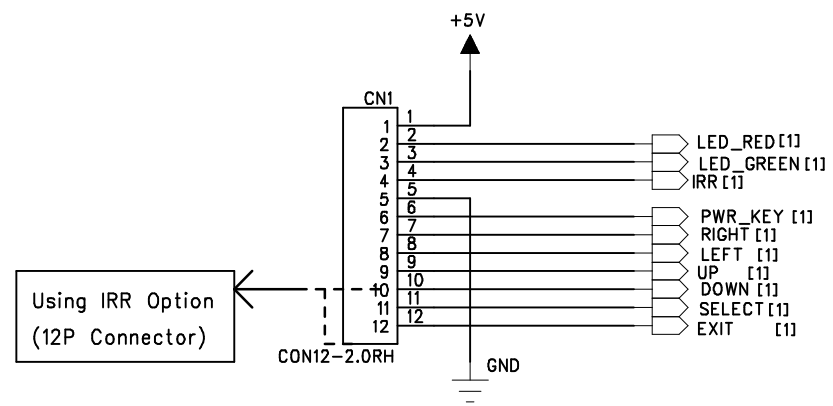 +5V
CN1
1 1
2 2 LED_RED[1]
3 3 LED_GREEN[1]
4 4 IRR[1]
5 5
6 6 PWR_KEY [1]
7 7 RIGHT[1]
8 8 LEFT [1]
9 9 UP [1]
10 10 DOWN[1]
11 11 SELECT[1]
12 12 EXIT [1]
Using IRR Option
(12P Connector)
CON12-2.0RH
GND